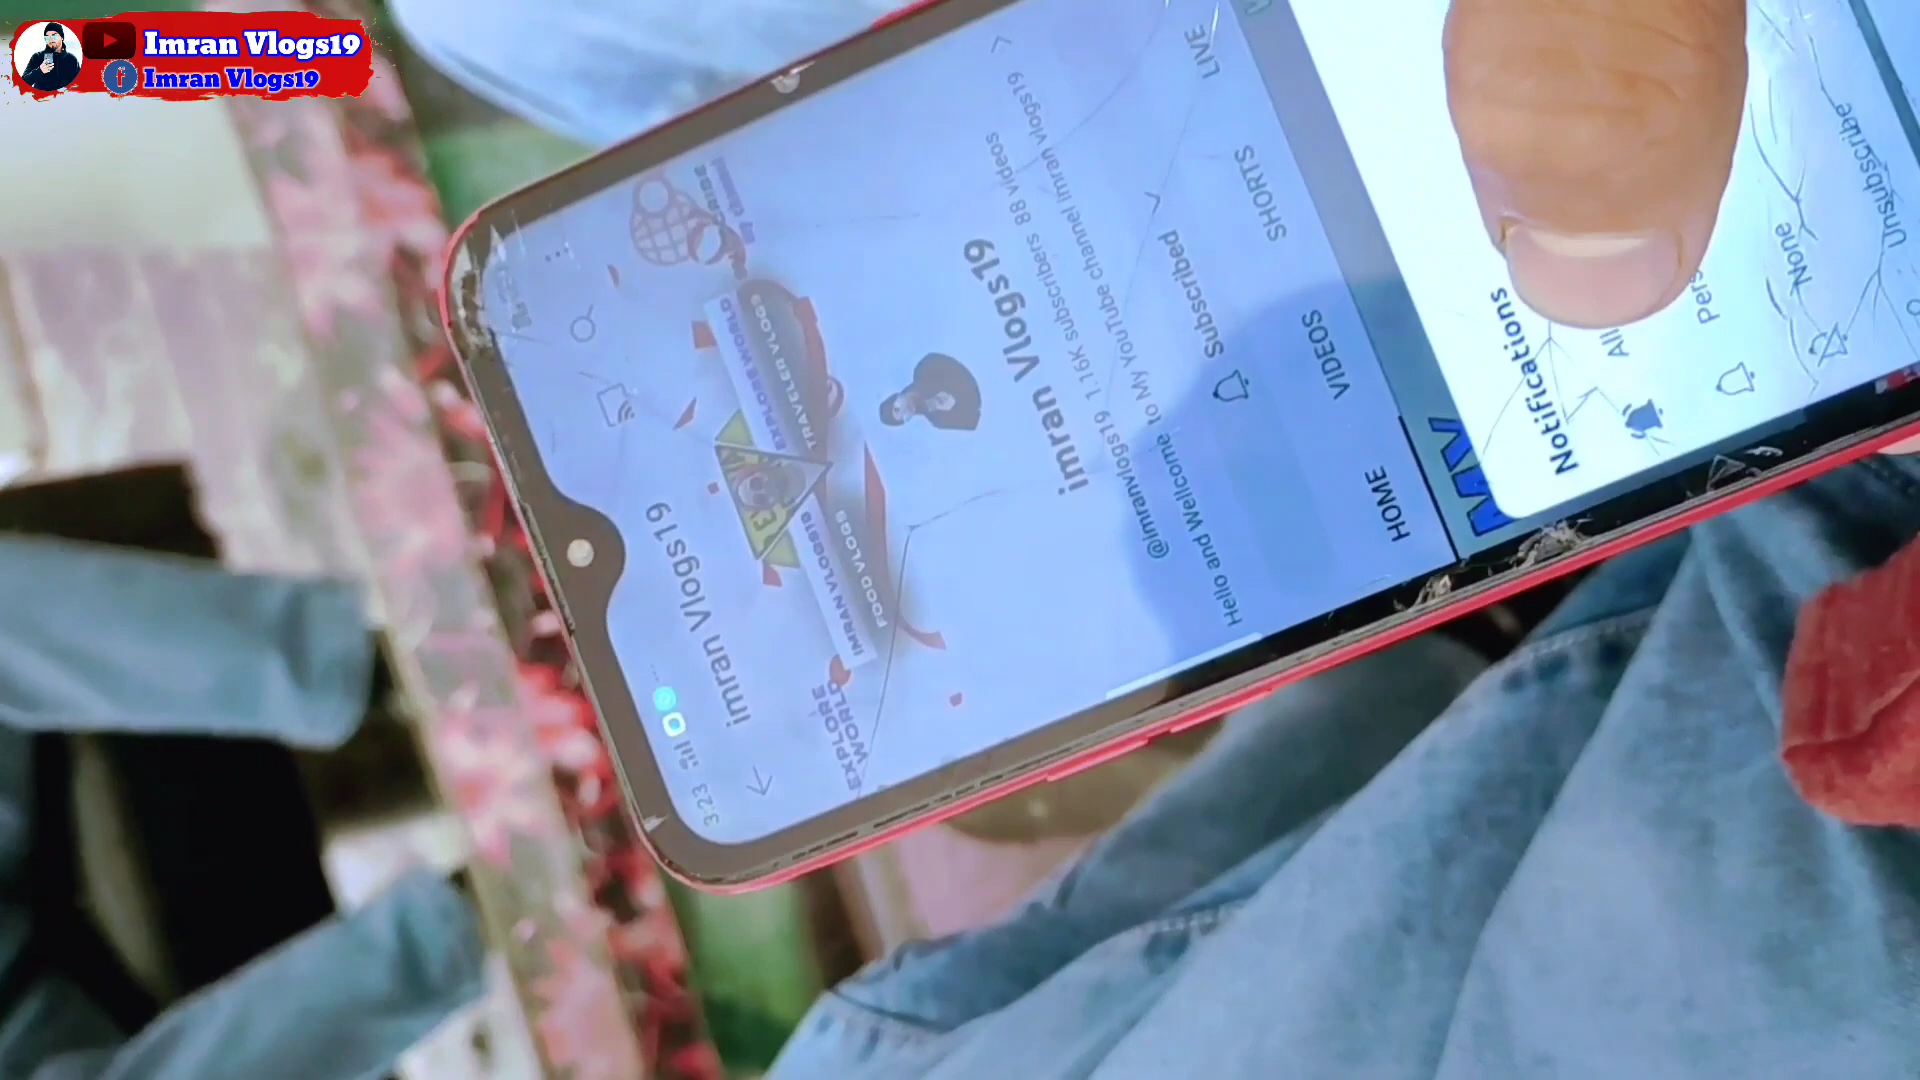 Imran Vlogs19
Imran Vlogs19
3:23
imran Vlogs19
EXPLORE
WORLD
IMRAN VLOGS19
EXPLORE WORLD
FOOD VLOGS
TRAVELER VLOGS
imran Vlogs19
@imranvlogs19 1.16K subscribers 88 videos
Hello and Wellcome to My YouTube channel Imran Vlogs19
Subscribed
HOME
VIDEOS
SHORTS
LIVE
Notifications
All
None
Unsubscribe